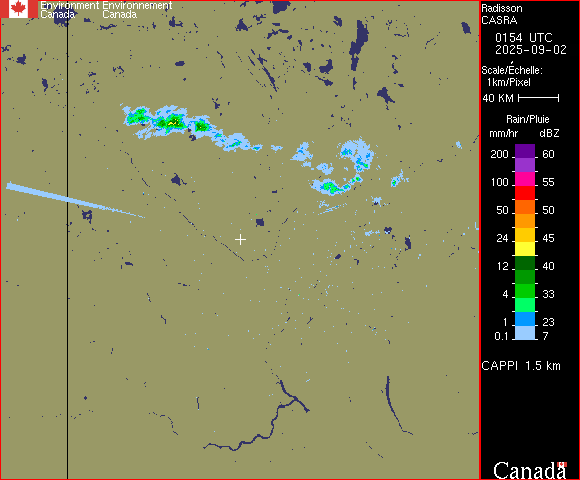 Environment Environnement
Canada Canada
Radisson
CASRA
0154 UTC
2025-09-02
Scale/Échelle:
1km/Pixel
40 KM
Rain/Pluie
mm/hr dBZ
200 60
100 55
50 50
24 45
12 40
4 33
1 23
0.1 7
CAPPI 1.5 km
Canada